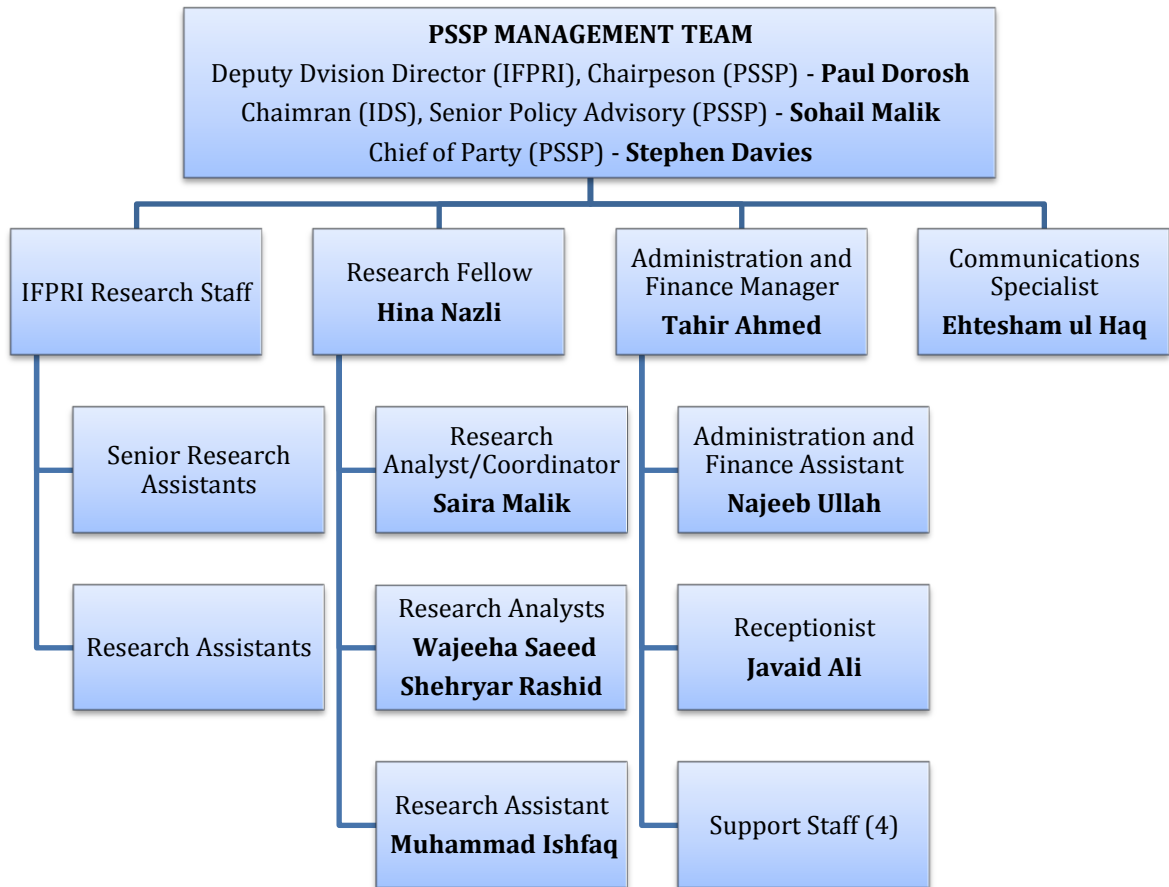 PSSP MANAGEMENT TEAM
Deputy Dvision Director (IFPRI), Chairpeson (PSSP) - Paul Dorosh
Chaimran (IDS), Senior Policy Advisory (PSSP) - Sohail Malik
Chief of Party (PSSP) - Stephen Davies
IFPRI Research Staff
Research Fellow
Hina Nazli
Administration and
Finance Manager
Tahir Ahmed
Communications
Specialist
Ehtesham ul Haq
Senior Research
Assistants
Research
Analyst/Coordinator
Saira Malik
Administration and
Finance Assistant
Najeeb Ullah
Research Assistants
Research Analysts
Wajeeha Saeed
Shehryar Rashid
Receptionist
Javaid Ali
Research Assistant
Muhammad Ishfaq
Support Staff (4)